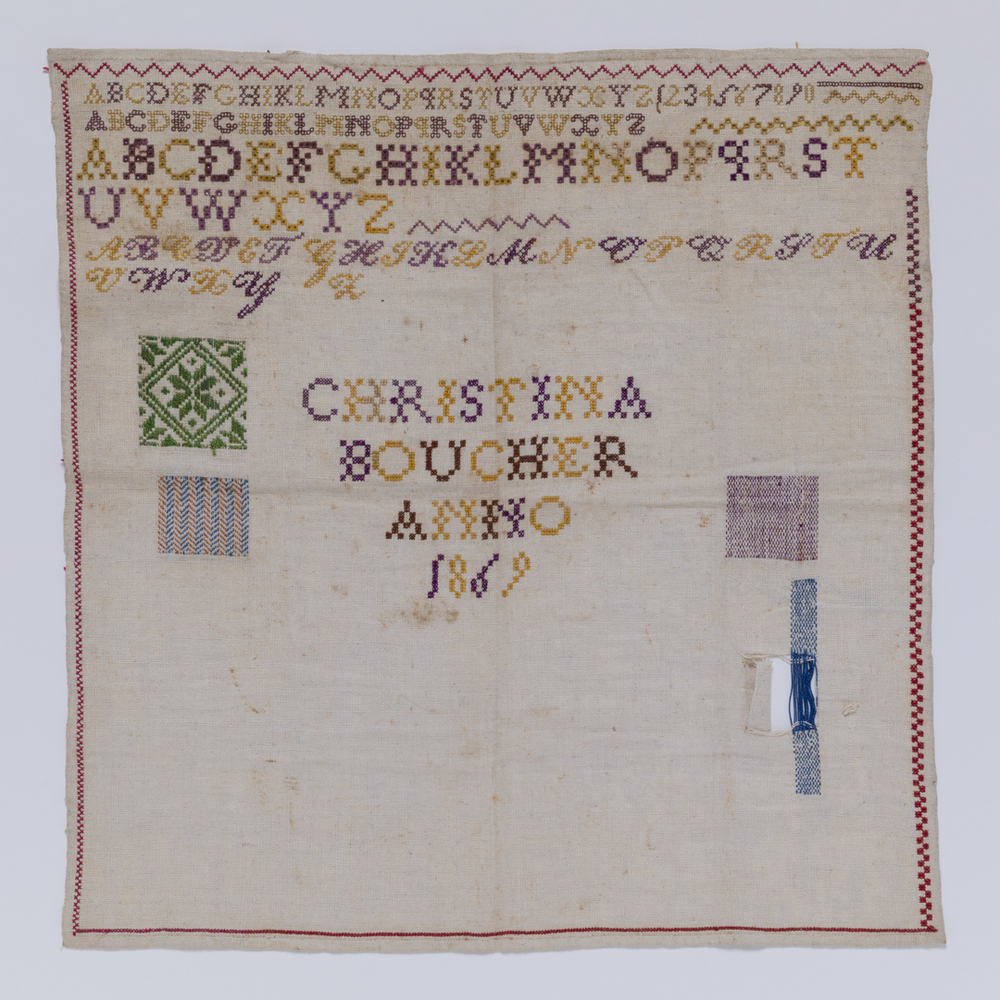 ABCDEFGHIKLMNOPqRSTUVWXYZ1234567890
ABCDEFGHIKLMNOPqRSTUVWXYZ
ABCDEFGHIKLMNOPqRST
UVWXYZ
ABCDEFGHIKLMNOPQRSTU
VWXYZ
CHRISTINA
BOUCHER
ANNO
1869